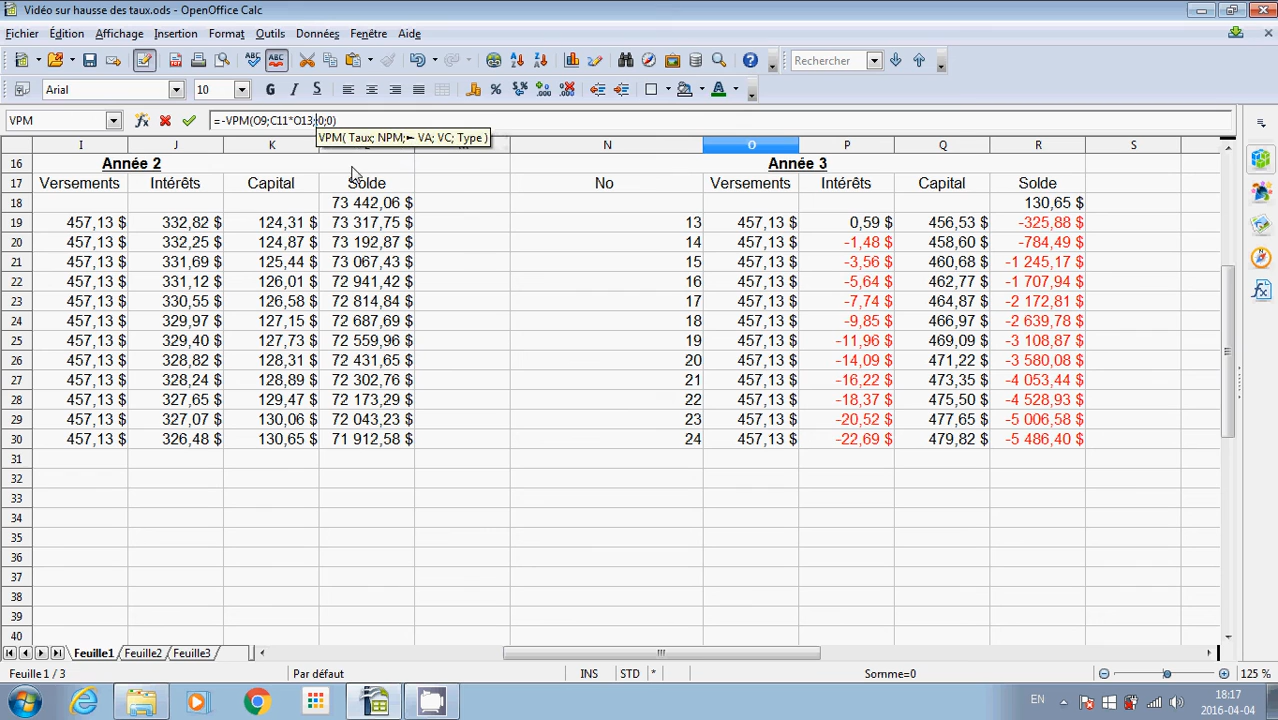 Vidéo sur hausse des taux.ods - OpenOffice Calc
Fichier Édition Affichage Insertion Format Outils Données Fenêtre Aide
Rechercher
Arial 10
VPM =-VPM(O9;C11*O13;;0;0)
VPM( Taux; NPM;► VA; VC; Type )
I J K N O P Q R S
16 Année 2 Année 3
17 Versements Intérêts Capital Solde No Versements Intérêts Capital Solde
18 73 442,06 $ 130,65 $
19 457,13 $ 332,82 $ 124,31 $ 73 317,75 $ 13 457,13 $ 0,59 $ 456,53 $ -325,88 $
20 457,13 $ 332,25 $ 124,87 $ 73 192,87 $ 14 457,13 $ -1,48 $ 458,60 $ -784,49 $
21 457,13 $ 331,69 $ 125,44 $ 73 067,43 $ 15 457,13 $ -3,56 $ 460,68 $ -1 245,17 $
22 457,13 $ 331,12 $ 126,01 $ 72 941,42 $ 16 457,13 $ -5,64 $ 462,77 $ -1 707,94 $
23 457,13 $ 330,55 $ 126,58 $ 72 814,84 $ 17 457,13 $ -7,74 $ 464,87 $ -2 172,81 $
24 457,13 $ 329,97 $ 127,15 $ 72 687,69 $ 18 457,13 $ -9,85 $ 466,97 $ -2 639,78 $
25 457,13 $ 329,40 $ 127,73 $ 72 559,96 $ 19 457,13 $ -11,96 $ 469,09 $ -3 108,87 $
26 457,13 $ 328,82 $ 128,31 $ 72 431,65 $ 20 457,13 $ -14,09 $ 471,22 $ -3 580,08 $
27 457,13 $ 328,24 $ 128,89 $ 72 302,76 $ 21 457,13 $ -16,22 $ 473,35 $ -4 053,44 $
28 457,13 $ 327,65 $ 129,47 $ 72 173,29 $ 22 457,13 $ -18,37 $ 475,50 $ -4 528,93 $
29 457,13 $ 327,07 $ 130,06 $ 72 043,23 $ 23 457,13 $ -20,52 $ 477,65 $ -5 006,58 $
30 457,13 $ 326,48 $ 130,65 $ 71 912,58 $ 24 457,13 $ -22,69 $ 479,82 $ -5 486,40 $
31
32
33
34
35
36
37
38
39
40
Feuille1 Feuille2 Feuille3
Feuille 1 / 3 Par défaut INS STD * Somme=0 125 %
EN 18:17
2016-04-04